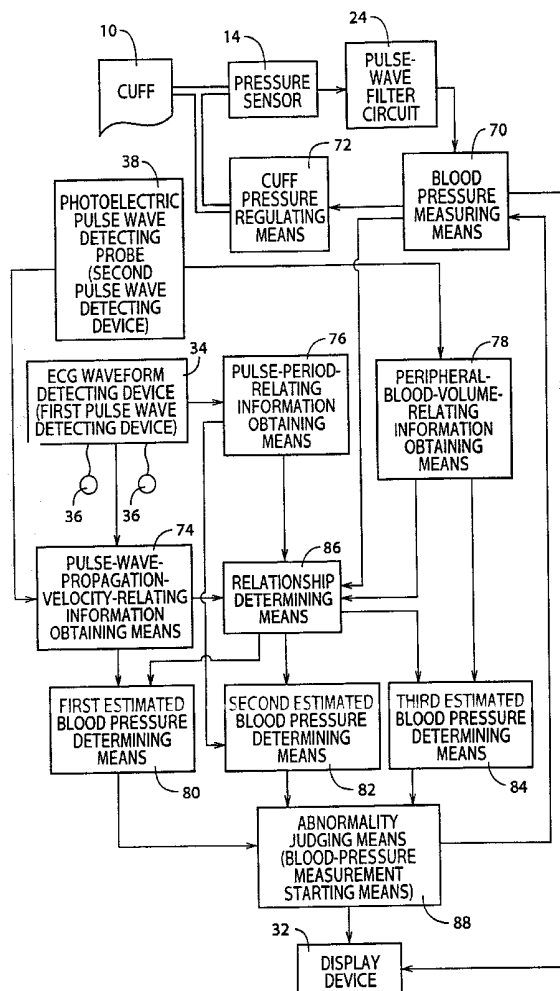 10
CUFF
14
PRESSURE
SENSOR
24
PULSE-
WAVE
FILTER
CIRCUIT
38
PHOTOELECTRIC
PULSE WAVE
DETECTING
PROBE
(SECOND
PULSE WAVE
DETECTING
DEVICE)
72
CUFF
PRESSURE
REGULATING
MEANS
70
BLOOD
PRESSURE
MEASURING
MEANS
34
ECG WAVEFORM
DETECTING DEVICE
(FIRST PULSE WAVE
DETECTING DEVICE)
36
36
76
PULSE-PERIOD-
RELATING
INFORMATION
OBTAINING
MEANS
78
PERIPHERAL-
BLOOD-VOLUME-
RELATING
INFORMATION
OBTAINING
MEANS
74
PULSE-WAVE-
PROPAGATION-
VELOCITY-RELATING
INFORMATION
OBTAINING MEANS
86
RELATIONSHIP
DETERMINING
MEANS
FIRST ESTIMATED
BLOOD PRESSURE
DETERMINING
MEANS
80
SECOND ESTIMATED
BLOOD PRESSURE
DETERMINING
MEANS
82
THIRD ESTIMATED
BLOOD PRESSURE
DETERMINING
MEANS
84
ABNORMALITY
JUDGING MEANS
(BLOOD-PRESSURE
MEASUREMENT
STARTING MEANS)
88
32
DISPLAY
DEVICE